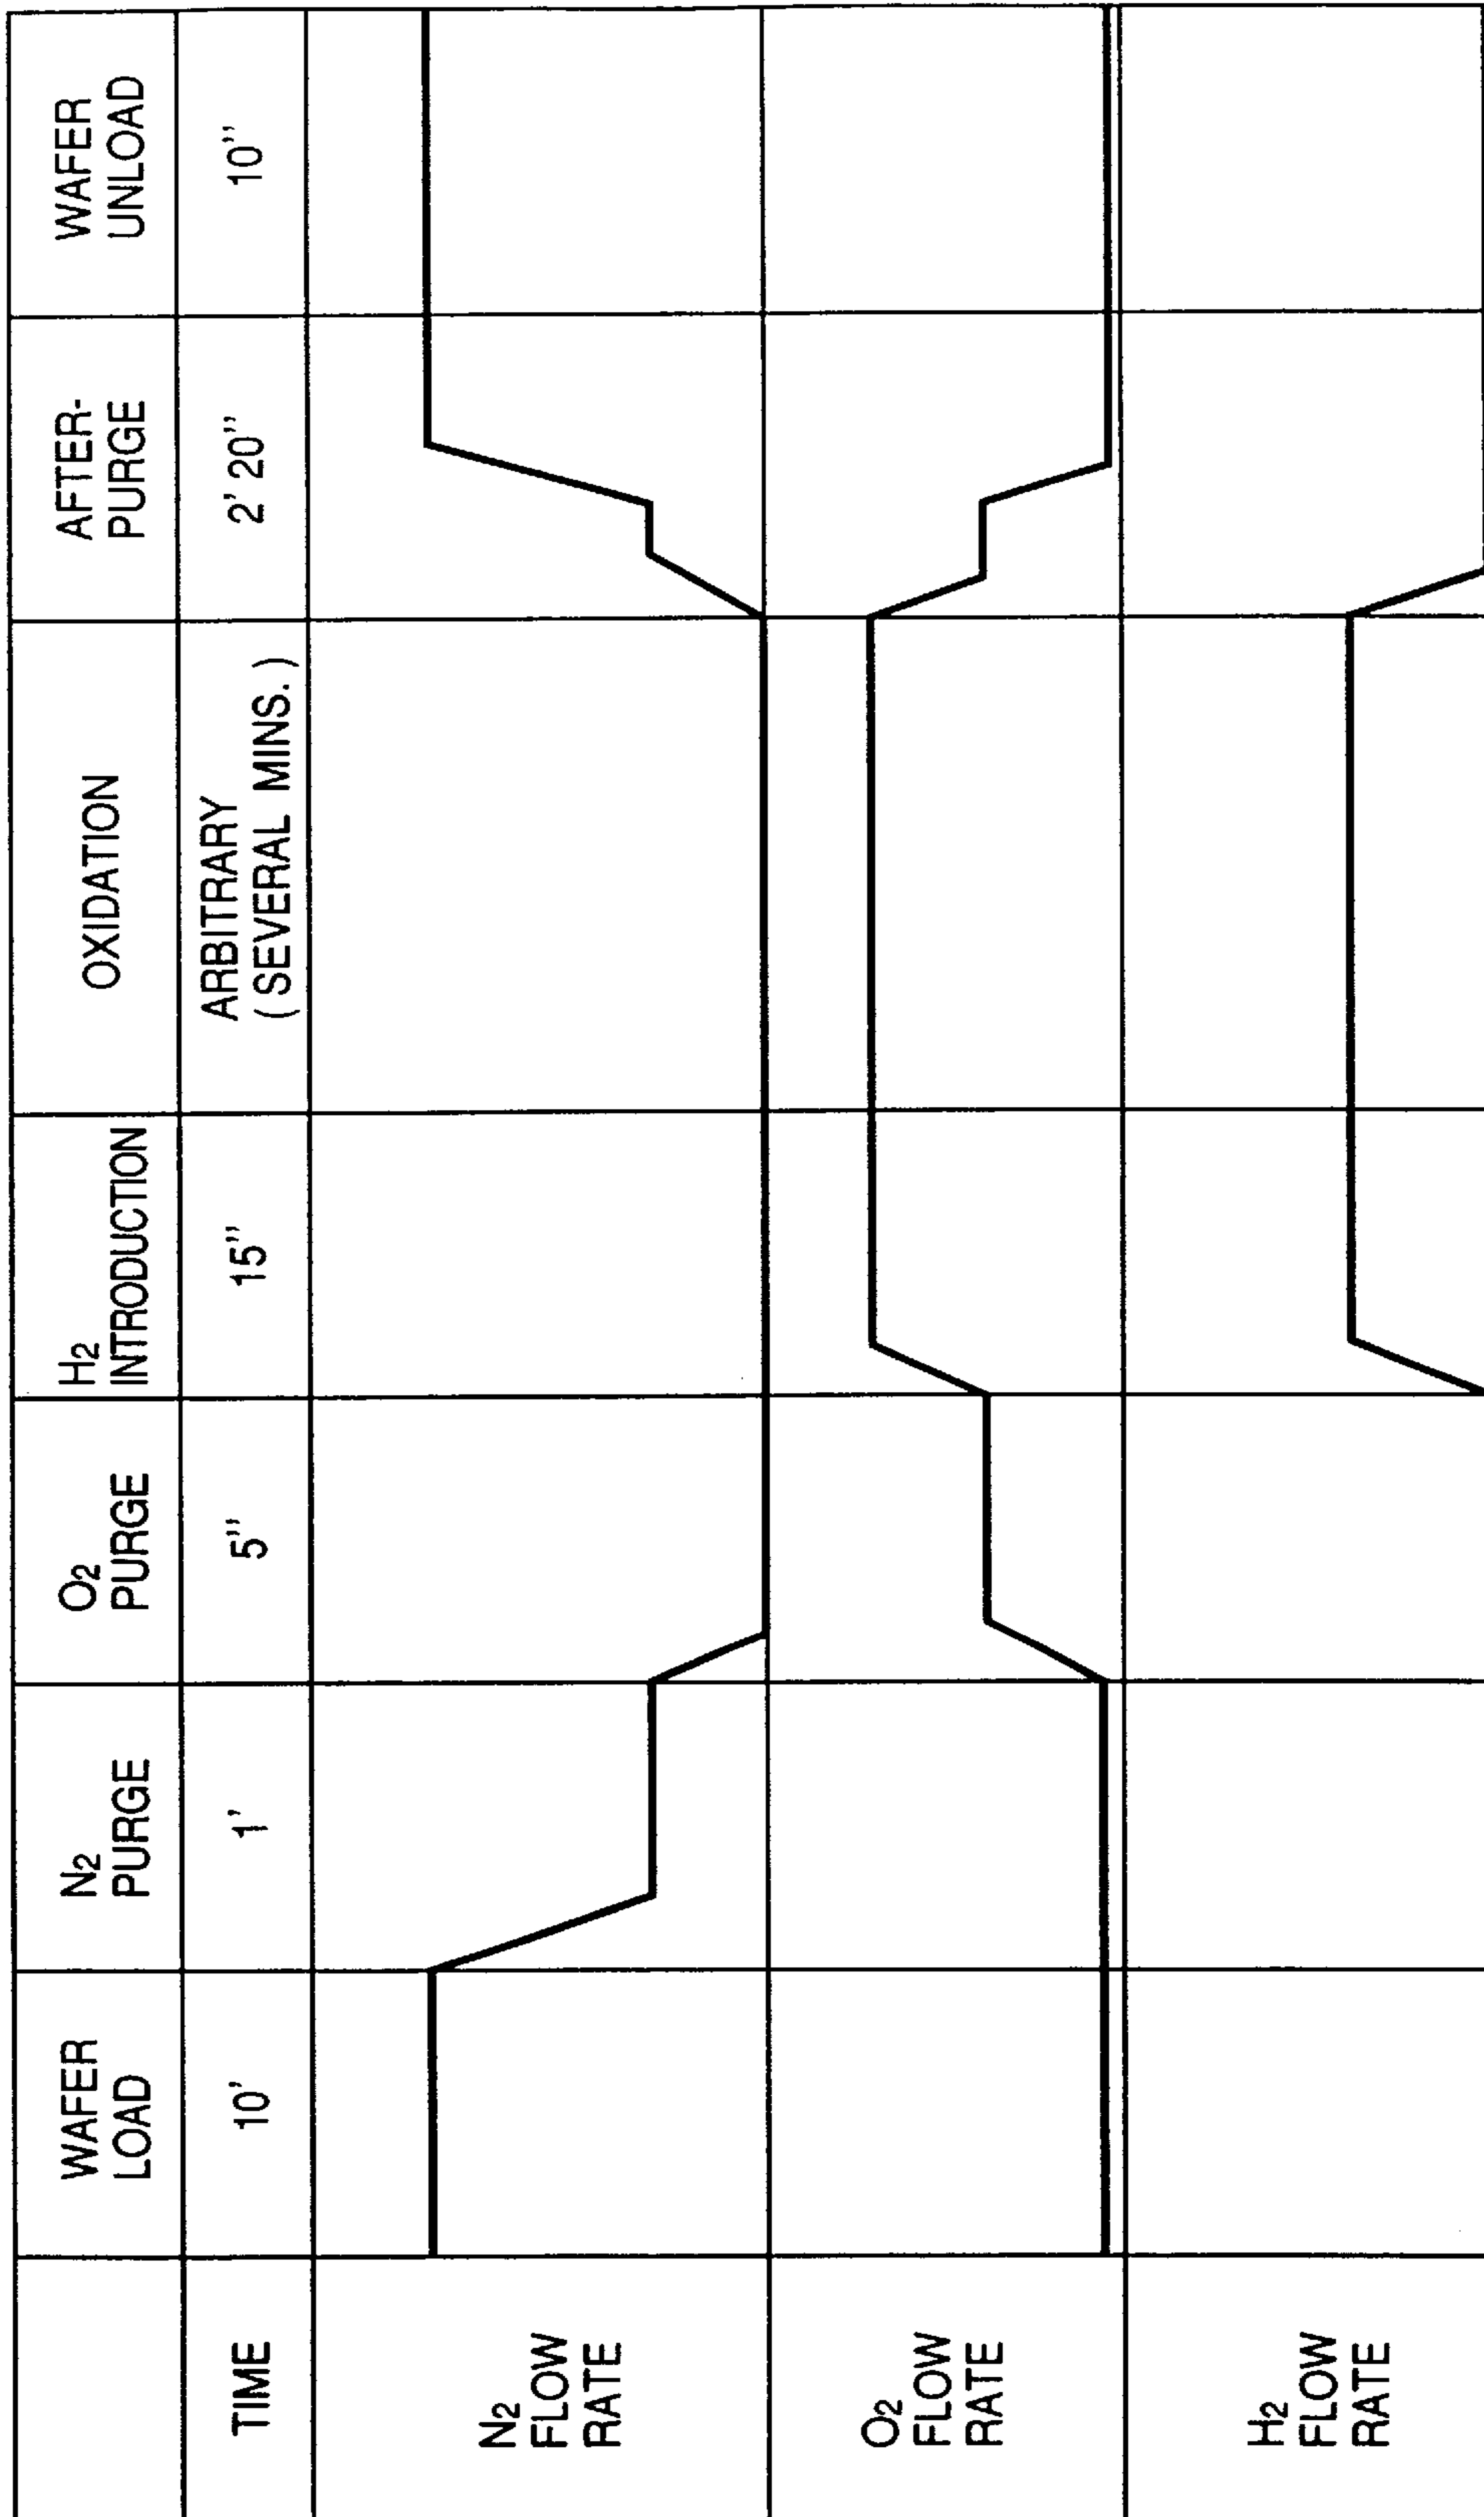 WAFER
LOAD
N2
PURGE
O2
PURGE
H2
INTRODUCTION
OXIDATION
AFTER-
PURGE
WAFER
UNLOAD
TIME
10'
1'
5''
15''
ARBITRARY
( SEVERAL MINS. )
2' 20''
10''
N2
FLOW
RATE
O2
FLOW
RATE
H2
FLOW
RATE